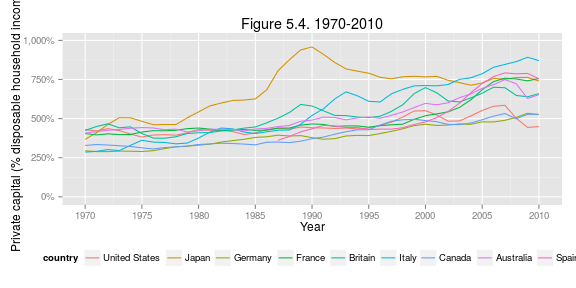 Figure 5.4. 1970-2010
Private capital (% disposable household incom
1,000%
750%
500%
250%
0%
1970 1975 1980 1985 1990 1995 2000 2005 2010
Year
country United States Japan Germany France Britain Italy Canada Australia Spain